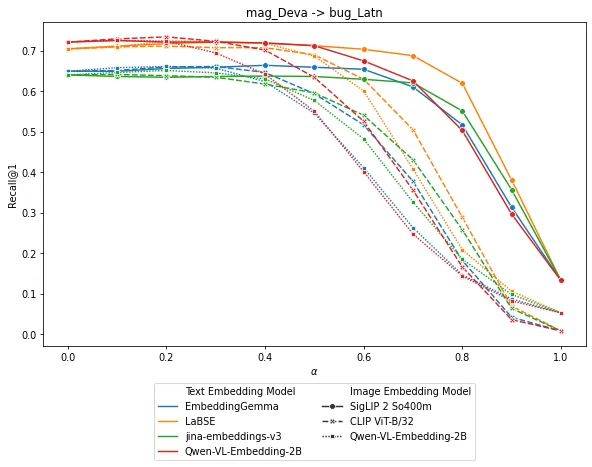 mag_Deva -> bug_Latn
Recall@1
0.7
0.6
0.5
0.4
0.3
0.2
0.1
0.0
0.0 0.2 0.4 0.6 0.8 1.0
α
Text Embedding Model Image Embedding Model
EmbeddingGemma SigLIP 2 So400m
LaBSE CLIP ViT-B/32
jina-embeddings-v3 Qwen-VL-Embedding-2B
Qwen-VL-Embedding-2B